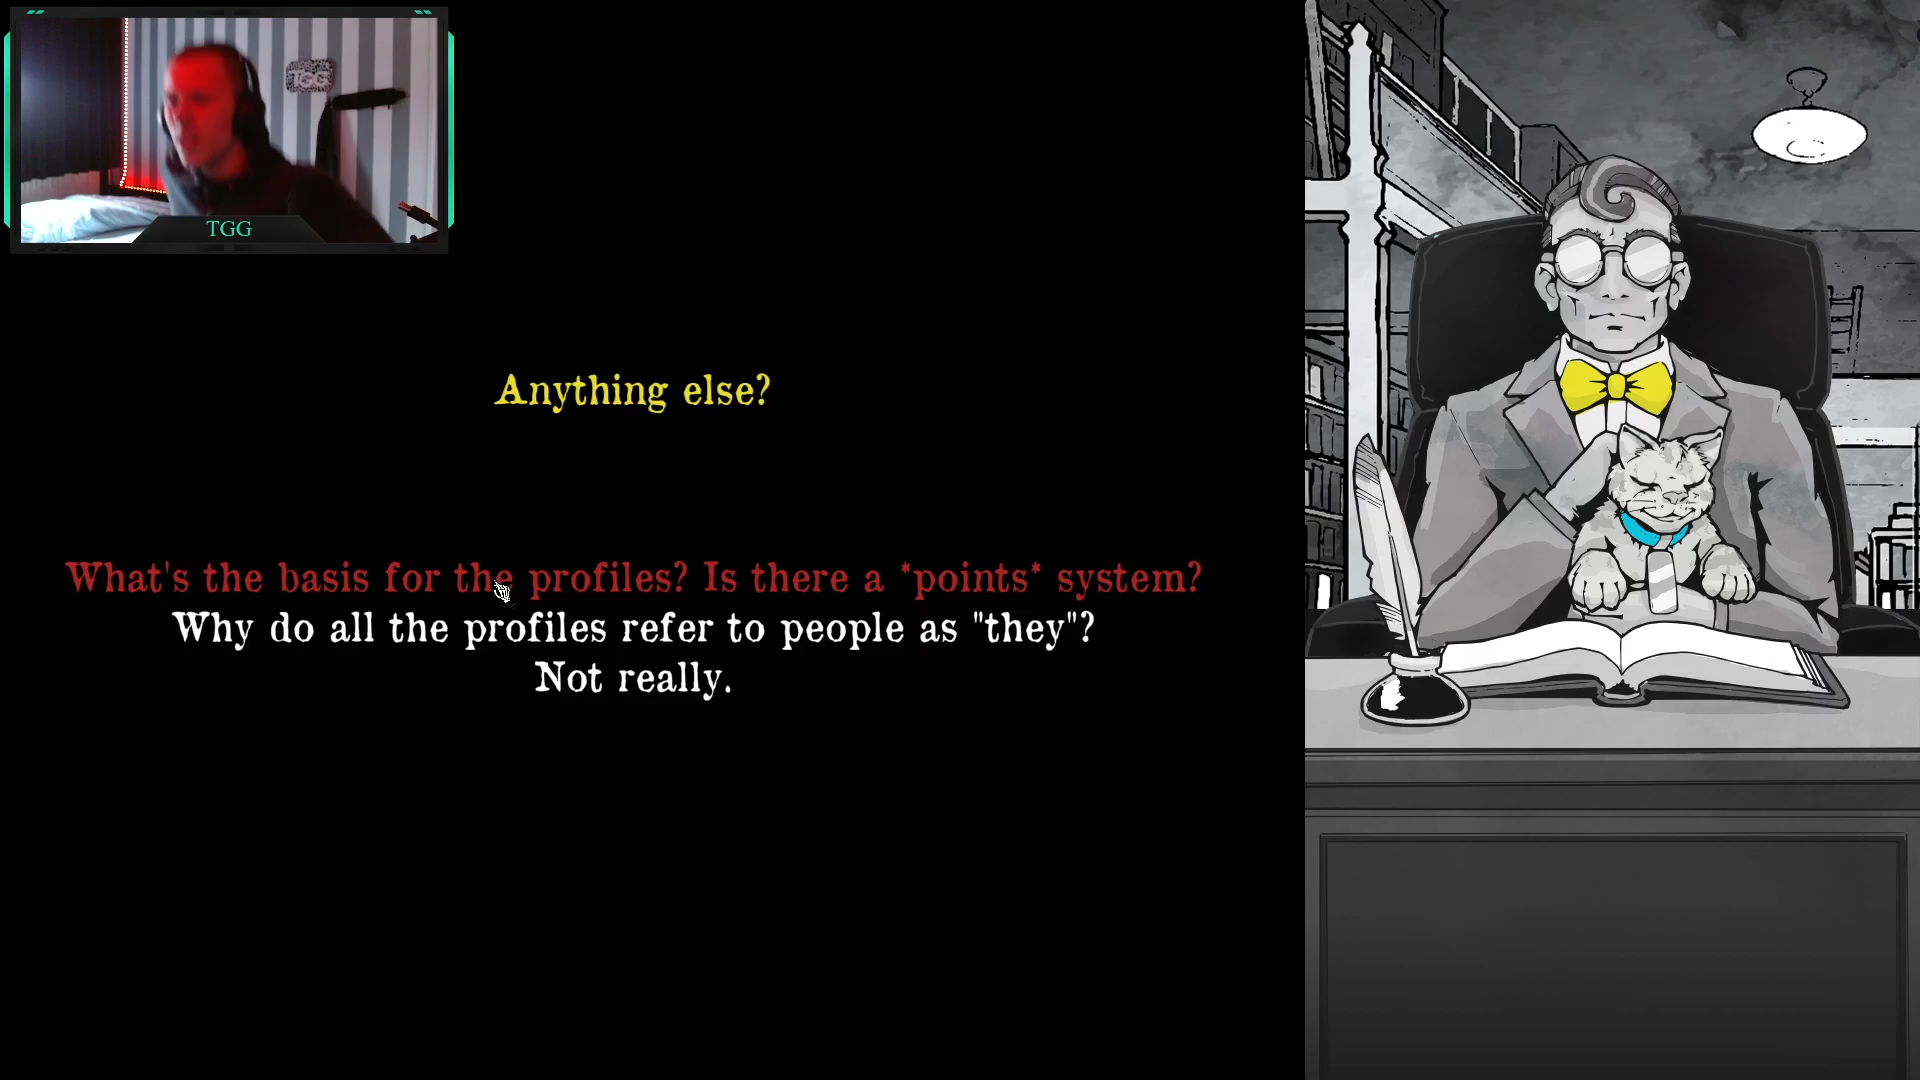 TGG
TGG
Anything else?
What's the basis for the profiles? Is there a *points* system?
Why do all the profiles refer to people as "they"?
Not really.